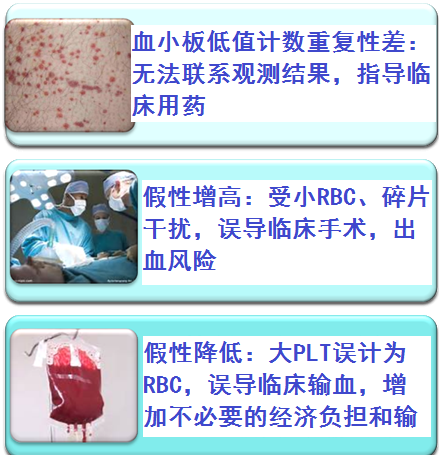 血小板低值计数重复性差：
无法联系观测结果，指导临
床用药
假性增高：受小RBC、碎片
干扰，误导临床手术，出
血风险
假性降低：大PLT误计为
RBC，误导临床输血，增
加不必要的经济负担和输